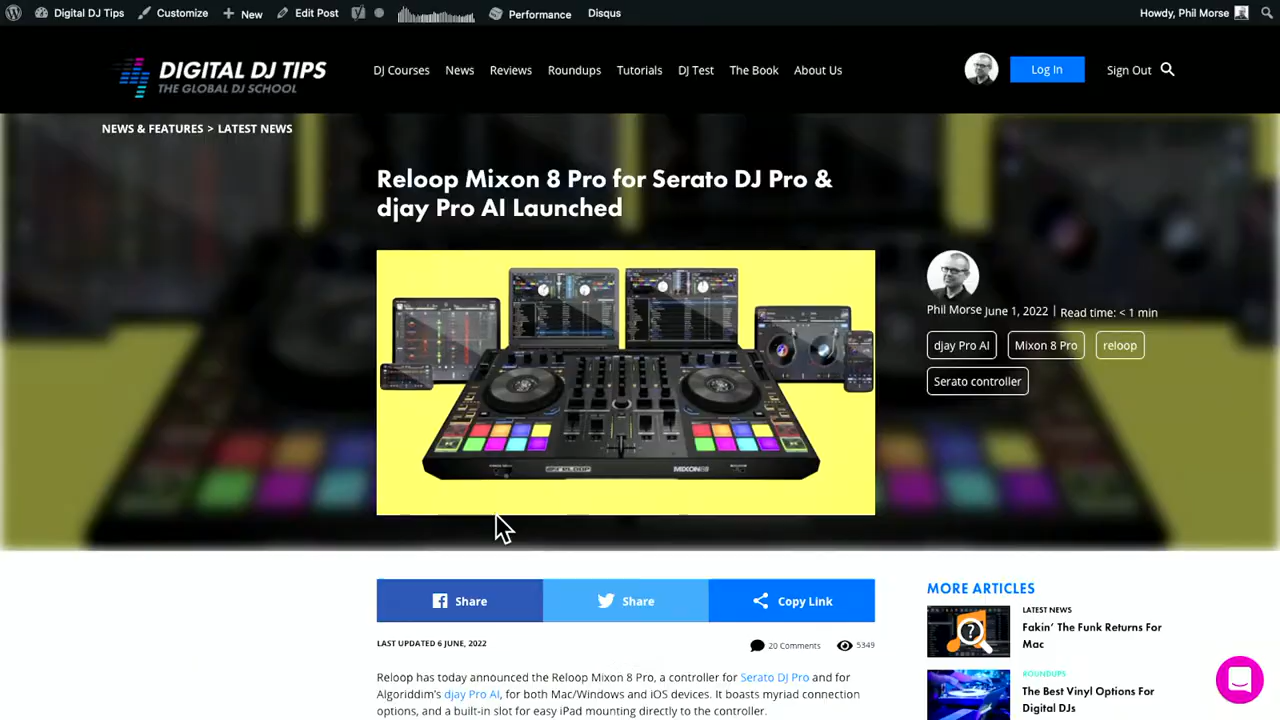 Digital DJ Tips Customize New Edit Post Performance Disqus Howdy, Phil Morse
DIGITAL DJ TIPS
THE GLOBAL DJ SCHOOL
DJ Courses News Reviews Roundups Tutorials DJ Test The Book About Us Log In Sign Out
NEWS & FEATURES > LATEST NEWS
Reloop Mixon 8 Pro for Serato DJ Pro &
djay Pro AI Launched
Phil Morse June 1, 2022 | Read time: < 1 min
djay Pro AI Mixon 8 Pro reloop
Serato controller
RELOOP MIXON8
Share Share Copy Link
LAST UPDATED 6 JUNE, 2022 20 Comments 5349
Reloop has today announced the Reloop Mixon 8 Pro, a controller for Serato DJ Pro and for
Algoriddim's djay Pro AI, for both Mac/Windows and iOS devices. It boasts myriad connection
options, and a built-in slot for easy iPad mounting directly to the controller.
MORE ARTICLES
LATEST NEWS
Fakin' The Funk Returns For
Mac
ROUNDUPS
The Best Vinyl Options For
Digital DJs